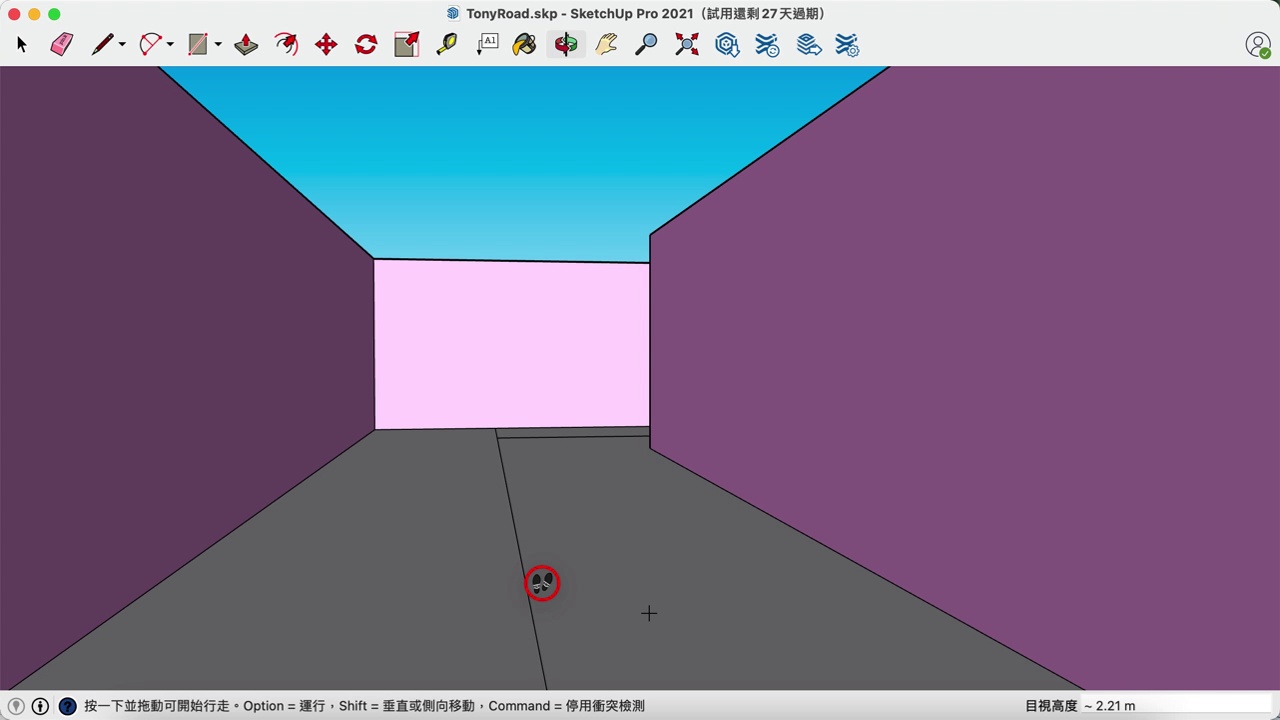 TonyRoad.skp - SketchUp Pro 2021（試用還剩 27 天過期）
A1
按一下並拖動可開始行走。Option = 運行，Shift = 垂直或側向移動，Command = 停用衝突檢測
目視高度 ~ 2.21 m